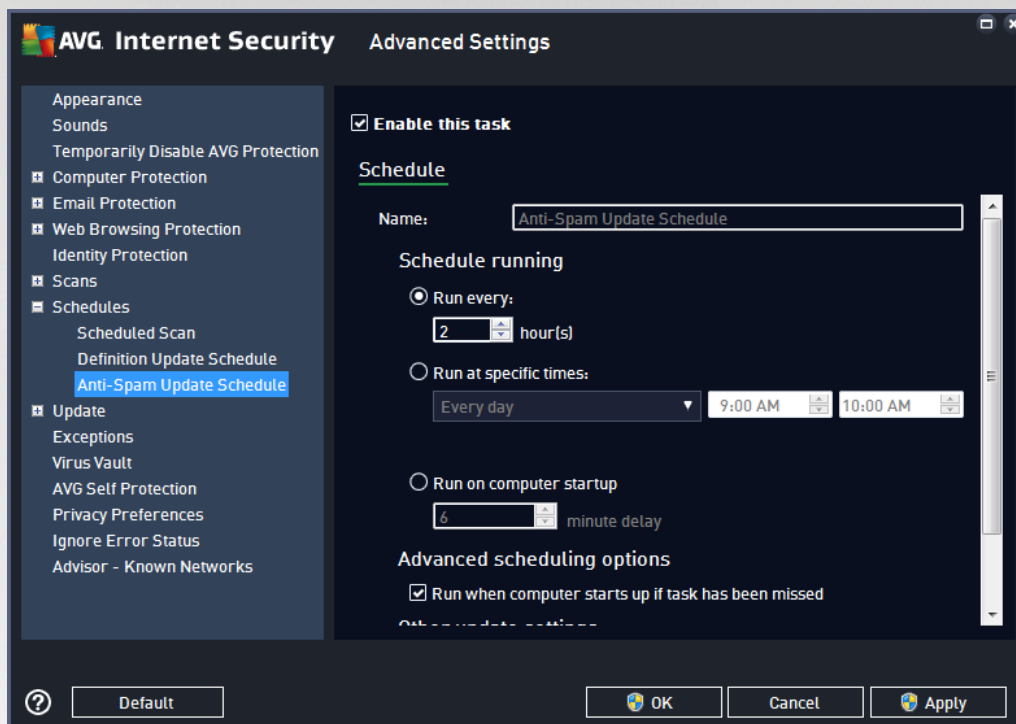 AVG. Internet Security Advanced Settings
Appearance
Sounds
Temporarily Disable AVG Protection
Computer Protection
Email Protection
Web Browsing Protection
Identity Protection
Scans
Schedules
Scheduled Scan
Definition Update Schedule
Anti-Spam Update Schedule
Update
Exceptions
Virus Vault
AVG Self Protection
Privacy Preferences
Ignore Error Status
Advisor - Known Networks
Enable this task
Schedule
Name: Anti-Spam Update Schedule
Schedule running
Run every:
2 hour(s)
Run at specific times:
Every day 9:00 AM 10:00 AM
Run on computer startup
6 minute delay
Advanced scheduling options
Run when computer starts up if task has been missed
Other update settings
? Default OK Cancel Apply